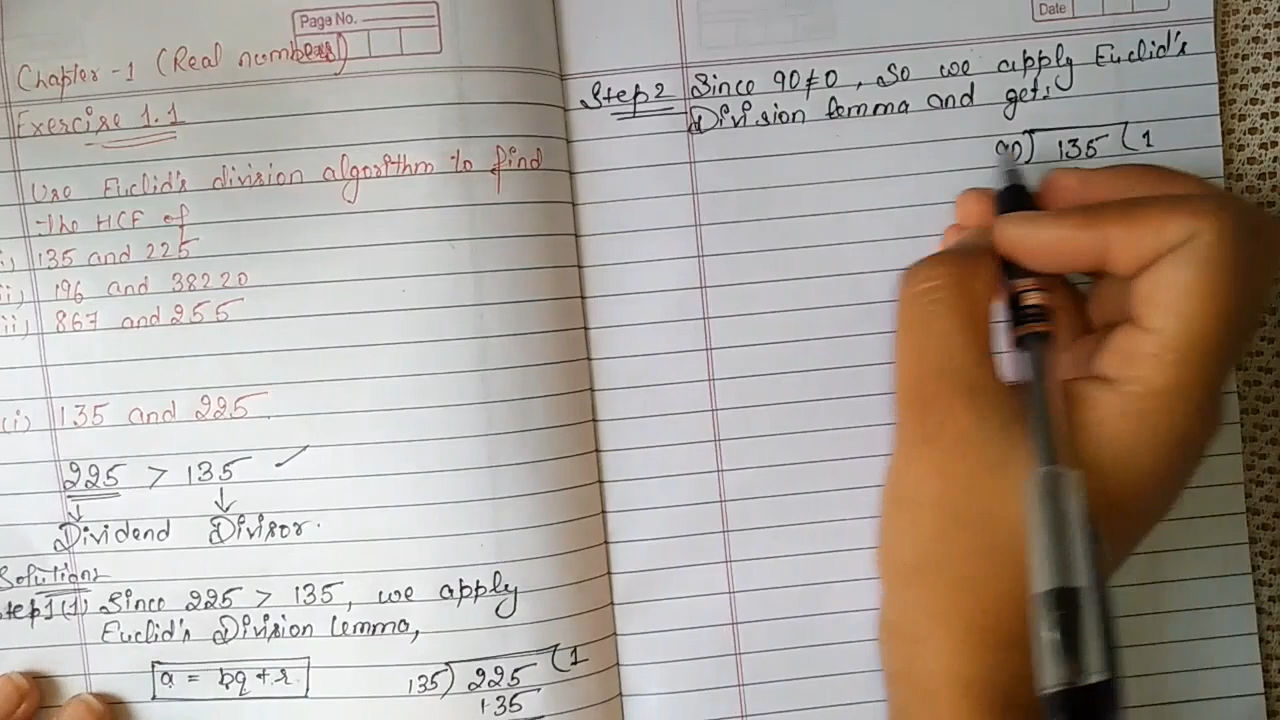 Page No.
Date
Chapter-1 (Real numbers)
Exercise 1.1
Use Euclid's division algorithm to find
the HCF of
i) 135 and 225
ii) 196 and 38220
iii) 867 and 255
(i) 135 and 225.
225 > 135 ✓
↓ ↓
Dividend Divisor.
Solution:
Step1(1) Since 225 > 135, we apply
Euclid's Division lemma,
a = bq + r
135) 225 (1
135
Date
Step 2 Since 90 ≠ 0, so we apply Euclid's
Division lemma and get:
90) 135 (1